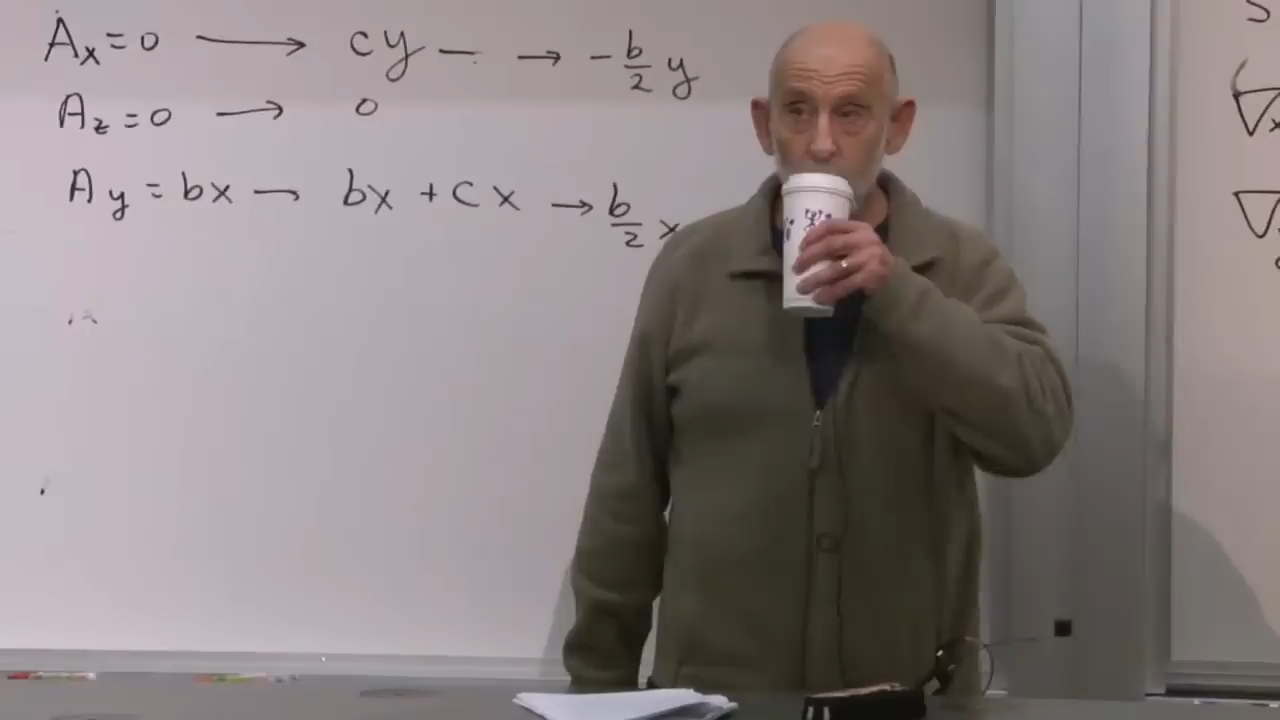 Ax = 0 ⟶ cy — → - b/2 y
Az = 0 → 0
Ay = bx — bx + cx → b/2 x